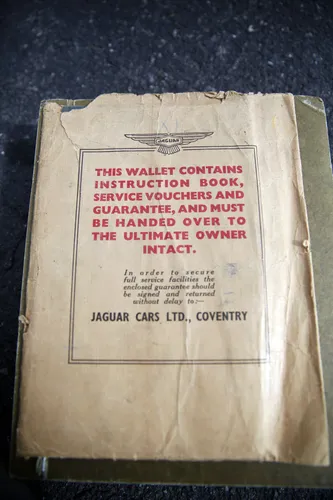 JAGUAR
THIS WALLET CONTAINS
INSTRUCTION BOOK,
SERVICE VOUCHERS AND
GUARANTEE, AND MUST
BE HANDED OVER TO
THE ULTIMATE OWNER
INTACT.
In order to secure
full service facilities the
enclosed guarantee should
be signed and returned
without delay to:—
JAGUAR CARS LTD., COVENTRY